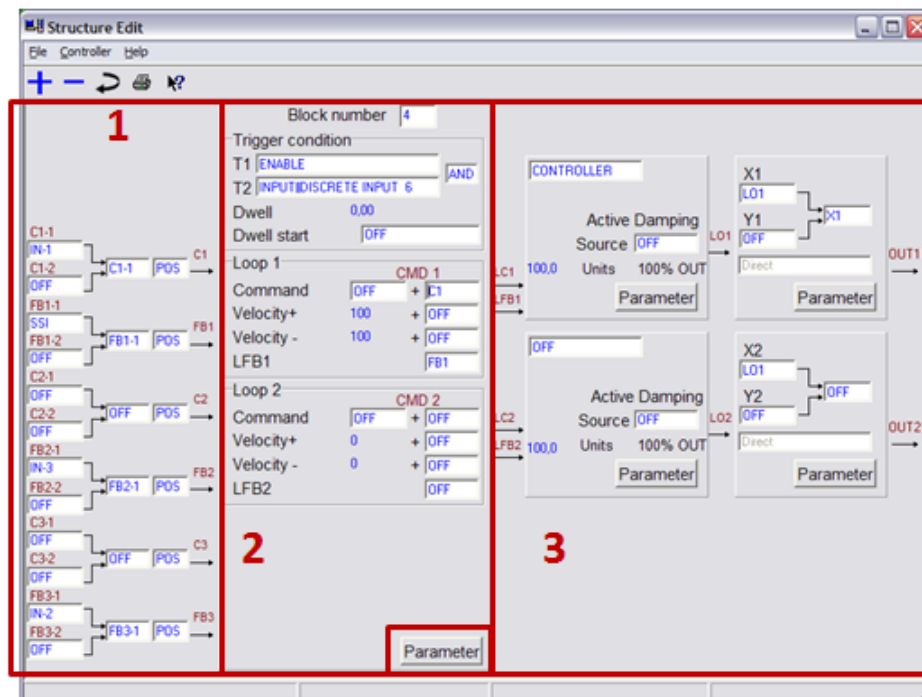 Structure Edit
File Controller Help
1
C1-1
IN-1
C1-2
OFF
C1-1 POS
C1
FB1-1
SSI
FB1-2
OFF
FB1-1 POS
FB1
C2-1
OFF
C2-2
OFF
OFF POS
C2
FB2-1
IN-3
FB2-2
OFF
FB2-1 POS
FB2
C3-1
OFF
C3-2
OFF
OFF POS
C3
FB3-1
IN-2
FB3-2
OFF
FB3-1 POS
FB3
Block number 4
Trigger condition
T1 ENABLE
T2 INPUT|DISCRETE INPUT 6
AND
Dwell 0,00
Dwell start OFF
Loop 1
CMD 1
Command OFF + C1
Velocity+ 100 + OFF
Velocity - 100 + OFF
LFB1 FB1
Loop 2
CMD 2
Command OFF + OFF
Velocity+ 0 + OFF
Velocity - 0 + OFF
LFB2 OFF
2
Parameter
LC1
LFB1
CONTROLLER
Active Damping
Source OFF
100,0 Units 100% OUT
Parameter
LO1
X1
LO1
Y1
OFF
X1
Direct
Parameter
OUT1
LC2
LFB2
OFF
Active Damping
Source OFF
100,0 Units 100% OUT
Parameter
LO2
X2
LO1
Y2
OFF
OFF
Direct
Parameter
OUT2
3